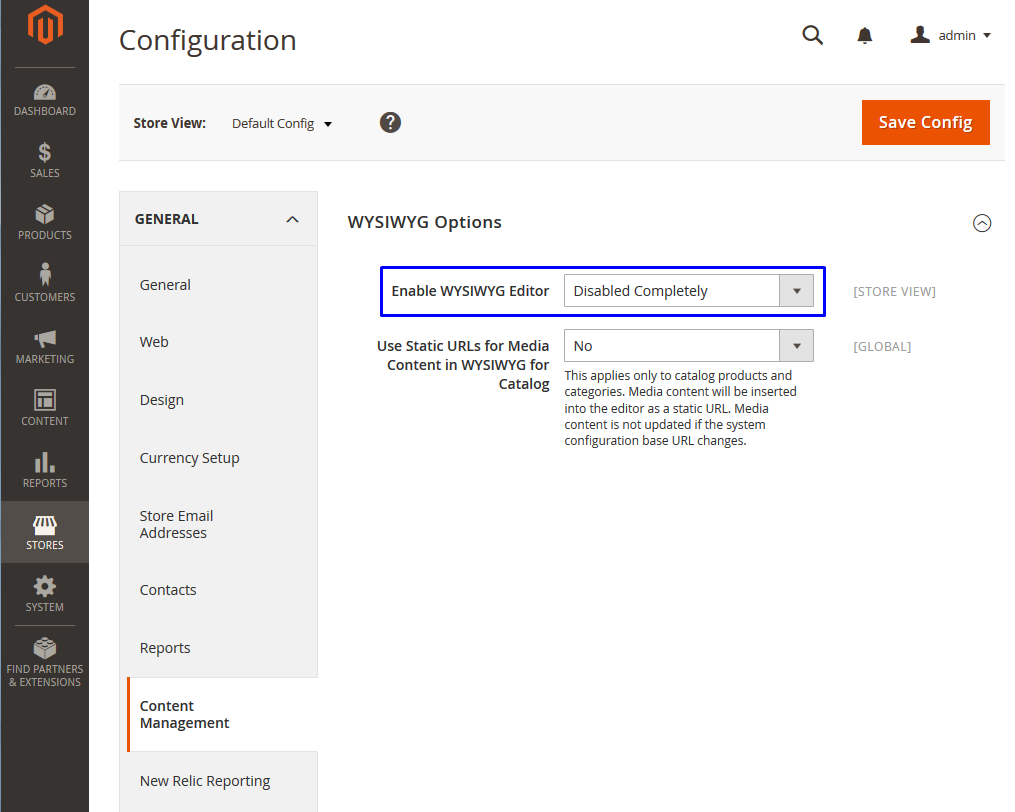 Configuration
admin
DASHBOARD
SALES
PRODUCTS
CUSTOMERS
MARKETING
CONTENT
REPORTS
STORES
SYSTEM
FIND PARTNERS
& EXTENSIONS
Store View: Default Config ?
Save Config
GENERAL
General
Web
Design
Currency Setup
Store Email
Addresses
Contacts
Reports
Content
Management
New Relic Reporting
WYSIWYG Options
Enable WYSIWYG Editor Disabled Completely [STORE VIEW]
Use Static URLs for Media
Content in WYSIWYG for
Catalog
No [GLOBAL]
This applies only to catalog products and
categories. Media content will be inserted
into the editor as a static URL. Media
content is not updated if the system
configuration base URL changes.